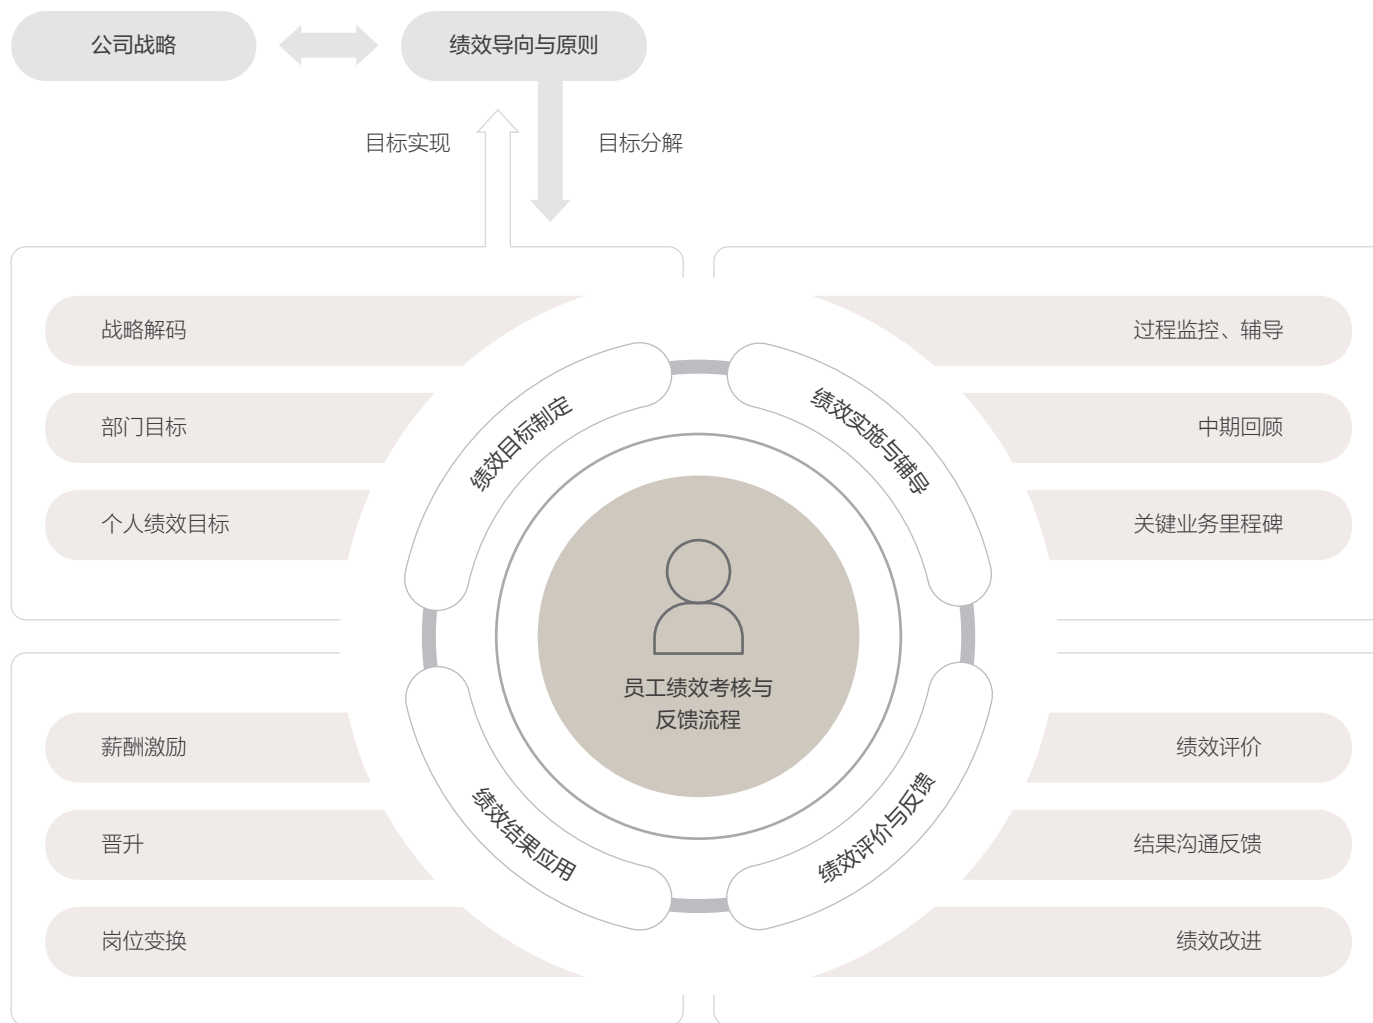 公司战略
绩效导向与原则
目标实现
目标分解
战略解码
部门目标
个人绩效目标
绩效目标制定
绩效实施与辅导
过程监控、辅导
中期回顾
关键业务里程碑
员工绩效考核与
反馈流程
薪酬激励
晋升
岗位变换
绩效结果应用
绩效评价与反馈
绩效评价
结果沟通反馈
绩效改进